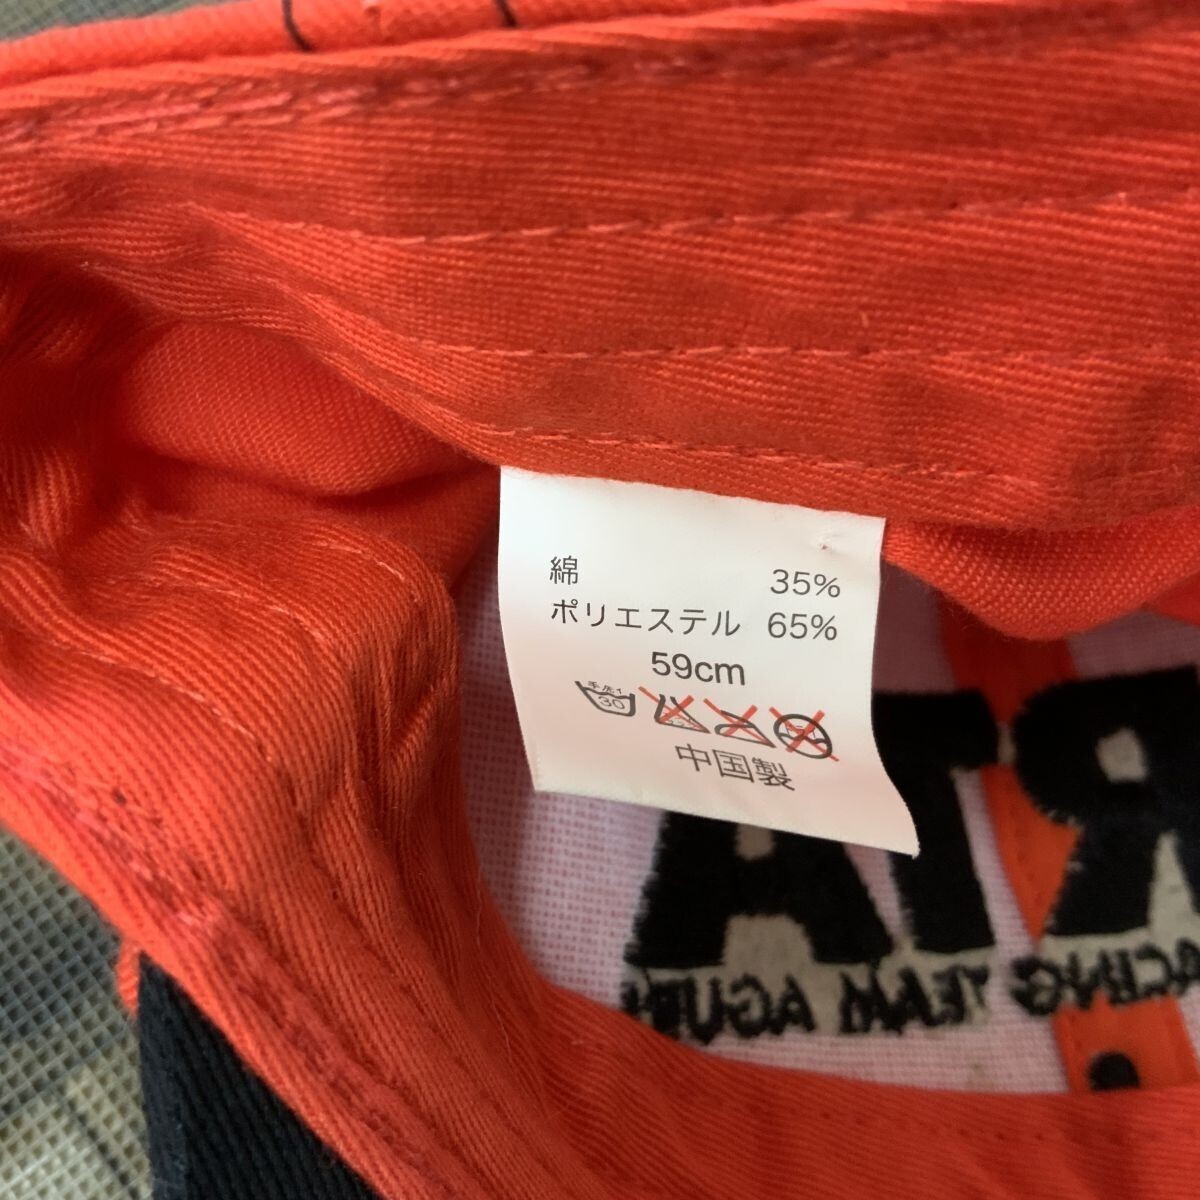 綿 35%
ポリエステル 65%
59cm
手洗イ
30
中国製
RTA
RACING TEAM AGURI